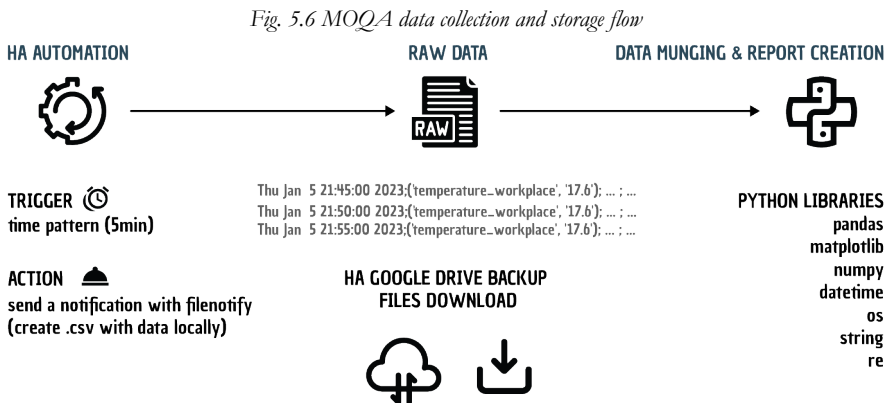 Fig. 5.6 MOQA data collection and storage flow
HA AUTOMATION
RAW DATA
DATA MUNGING & REPORT CREATION
RAW
TRIGGER
time pattern (5min)
ACTION
send a notification with filenotify
(create .csv with data locally)
Thu Jan 5 21:45:00 2023;('temperature_workplace', '17.6'); ... ; ...
Thu Jan 5 21:50:00 2023;('temperature_workplace', '17.6'); ... ; ...
Thu Jan 5 21:55:00 2023;('temperature_workplace', '17.6'); ... ; ...
HA GOOGLE DRIVE BACKUP
FILES DOWNLOAD
PYTHON LIBRARIES
pandas
matplotlib
numpy
datetime
os
string
re